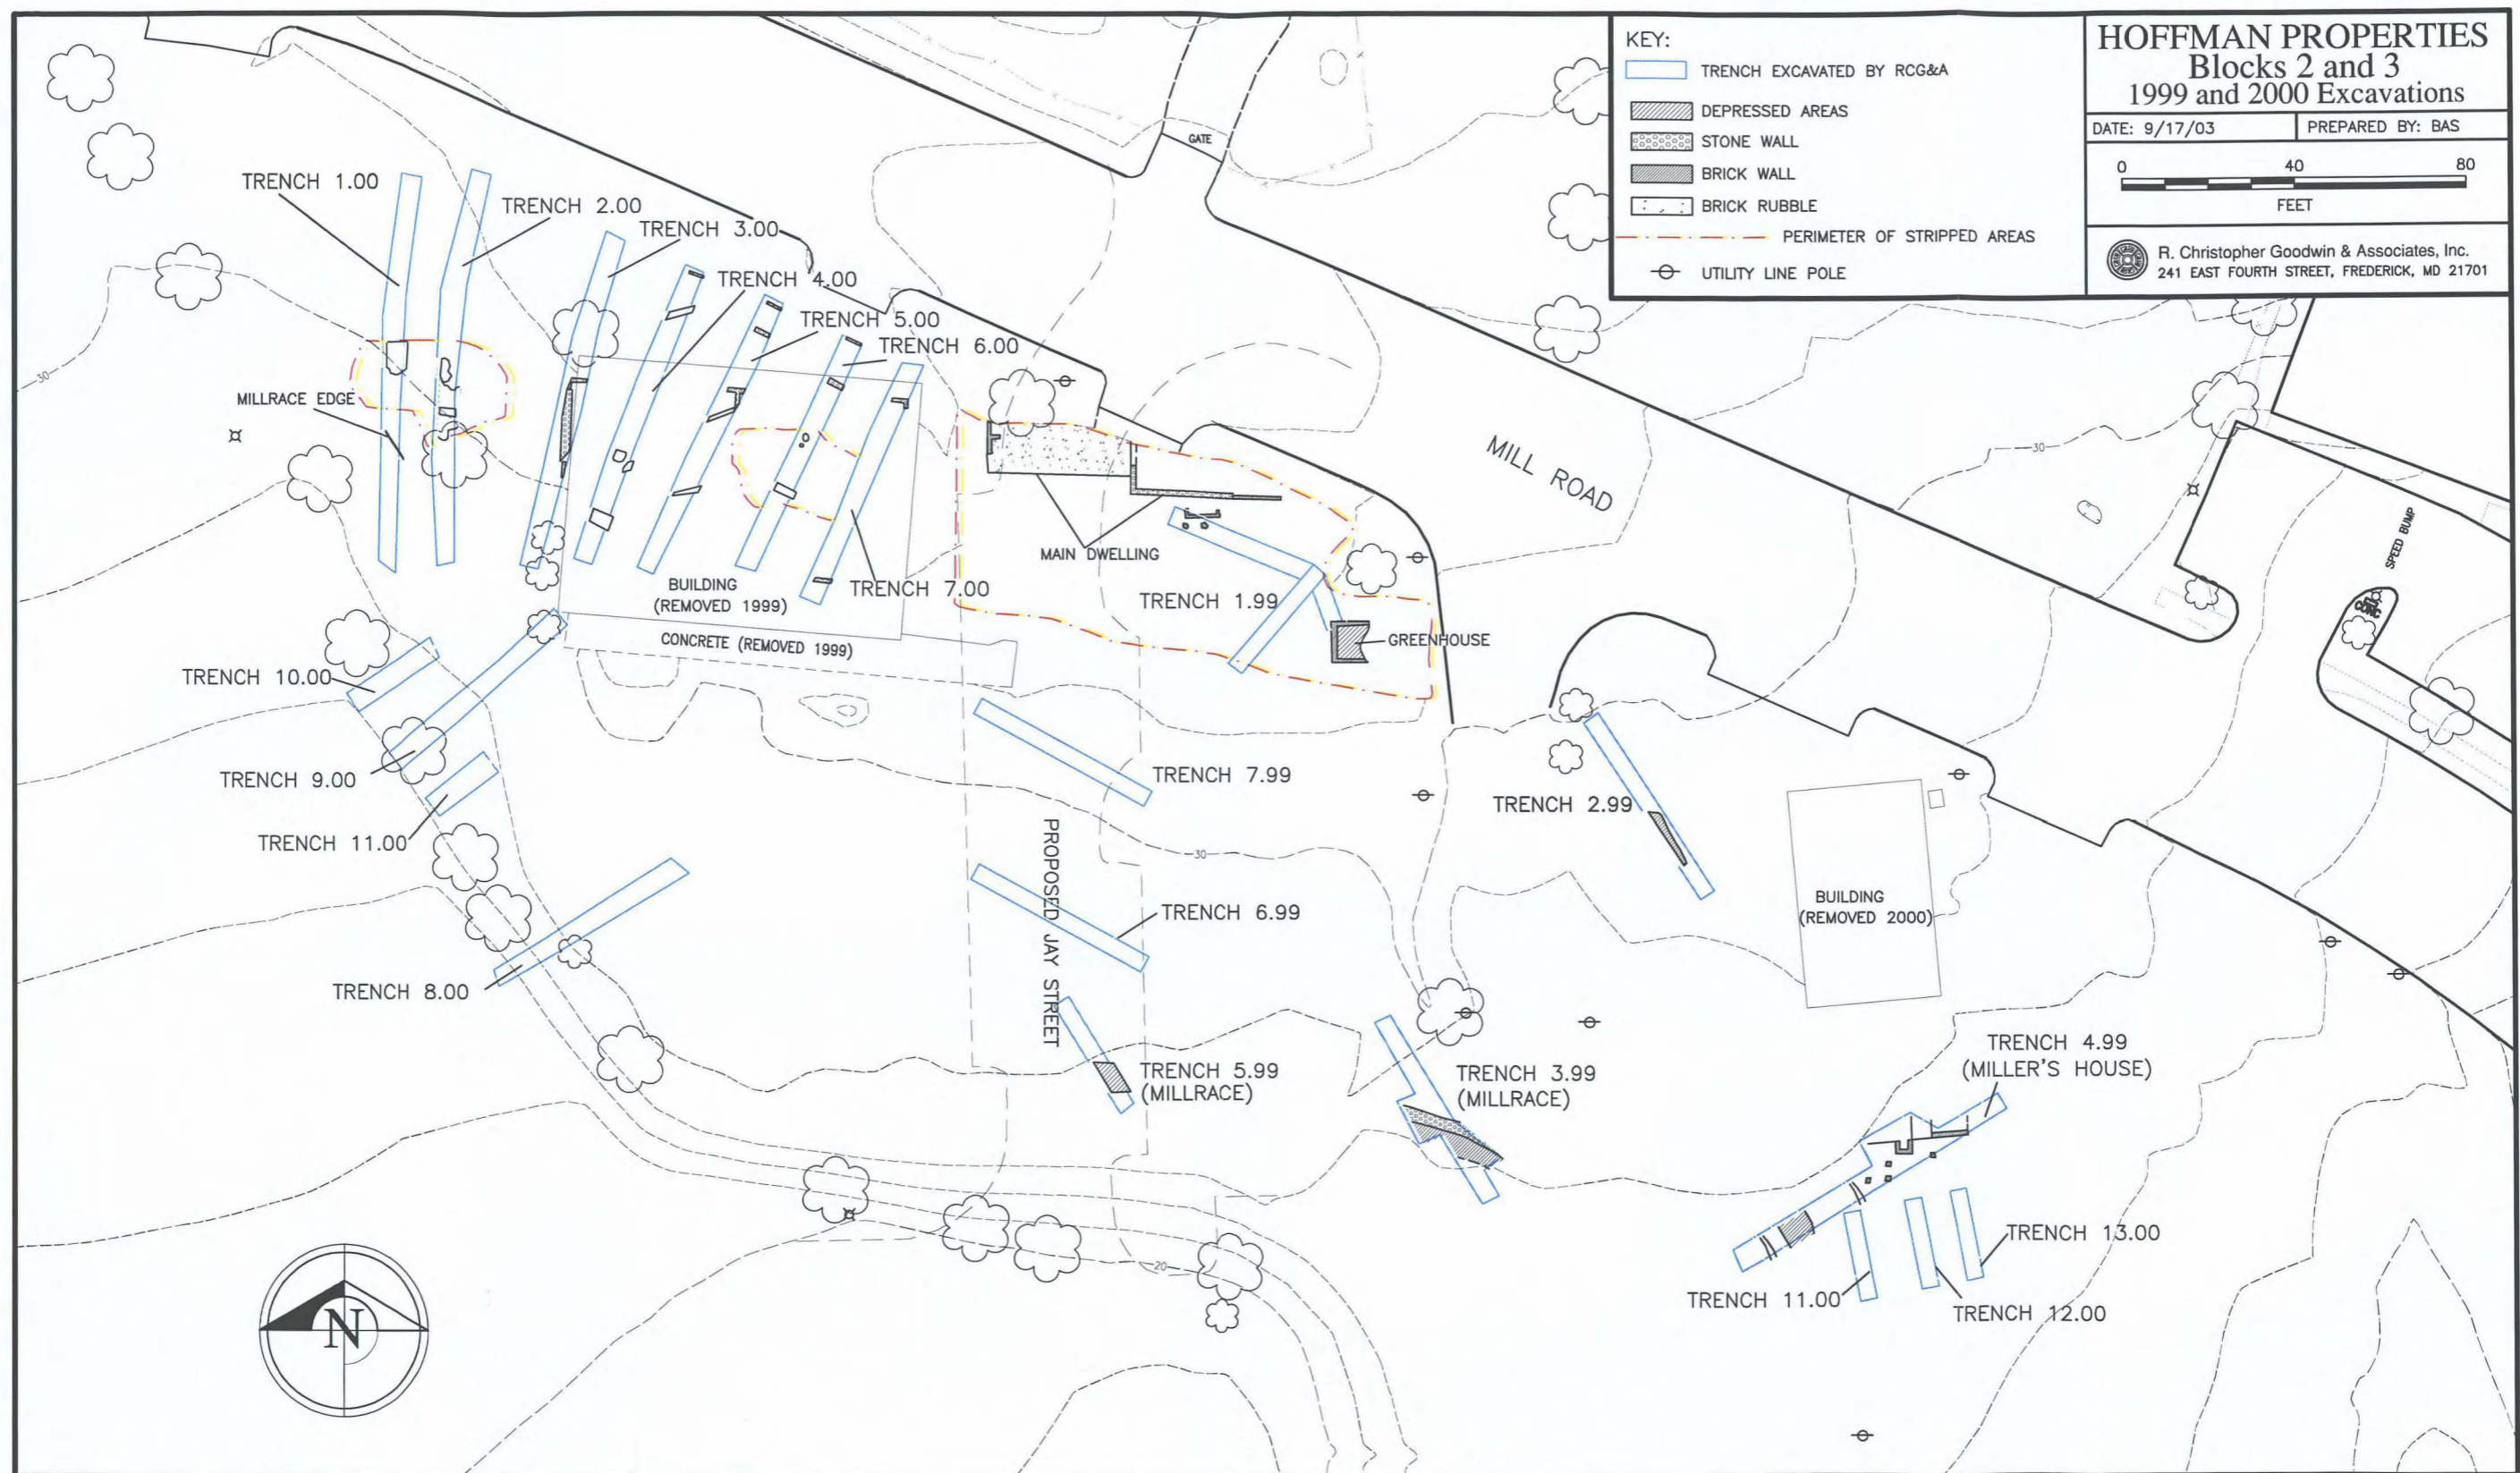 KEY:
TRENCH EXCAVATED BY RCG&A
DEPRESSED AREAS
STONE WALL
BRICK WALL
BRICK RUBBLE
PERIMETER OF STRIPPED AREAS
UTILITY LINE POLE
HOFFMAN PROPERTIES
Blocks 2 and 3
1999 and 2000 Excavations
DATE: 9/17/03
PREPARED BY: BAS
0 40 80
FEET
R. Christopher Goodwin & Associates, Inc.
241 EAST FOURTH STREET, FREDERICK, MD 21701
GATE
TRENCH 1.00
TRENCH 2.00
TRENCH 3.00
TRENCH 4.00
TRENCH 5.00
TRENCH 6.00
30
MILLRACE EDGE
MILL ROAD
30
SPEED BUMP
MAIN DWELLING
BUILDING
(REMOVED 1999)
TRENCH 7.00
TRENCH 1.99
CONCRETE (REMOVED 1999)
GREENHOUSE
TRENCH 10.00
TRENCH 9.00
TRENCH 7.99
TRENCH 2.99
TRENCH 11.00
30
PROPOSED JAY STREET
BUILDING
(REMOVED 2000)
TRENCH 6.99
TRENCH 8.00
TRENCH 5.99
(MILLRACE)
TRENCH 3.99
(MILLRACE)
TRENCH 4.99
(MILLER'S HOUSE)
TRENCH 13.00
20
TRENCH 11.00
TRENCH 12.00
N